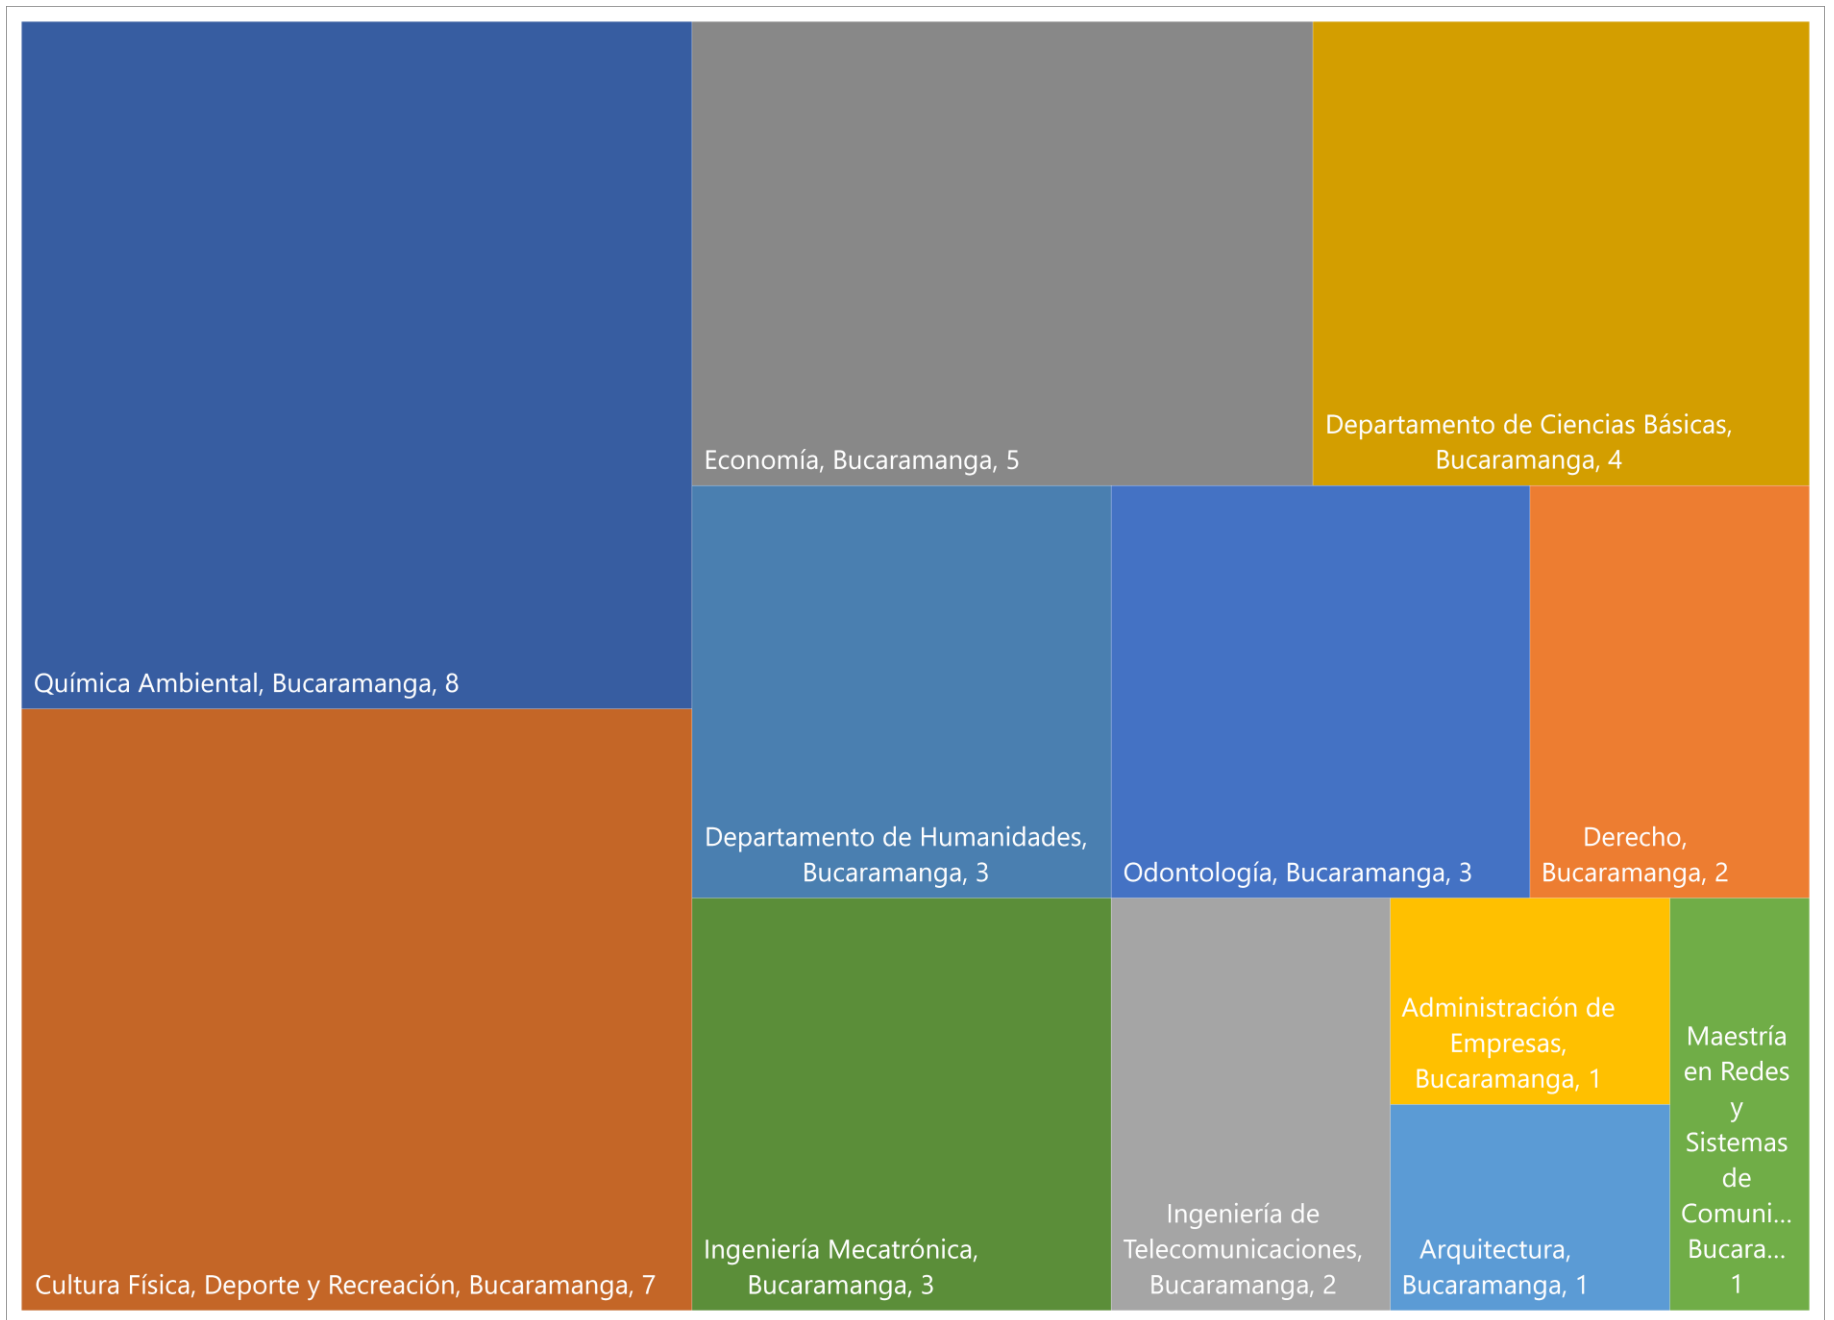 Química Ambiental, Bucaramanga, 8
Cultura Física, Deporte y Recreación, Bucaramanga, 7
Economía, Bucaramanga, 5
Departamento de Ciencias Básicas,
Bucaramanga, 4
Departamento de Humanidades,
Bucaramanga, 3
Odontología, Bucaramanga, 3
Derecho,
Bucaramanga, 2
Ingeniería Mecatrónica,
Bucaramanga, 3
Ingeniería de
Telecomunicaciones,
Bucaramanga, 2
Administración de
Empresas,
Bucaramanga, 1
Arquitectura,
Bucaramanga, 1
Maestría
en Redes
y
Sistemas
de
Comuni...
Bucara...
1